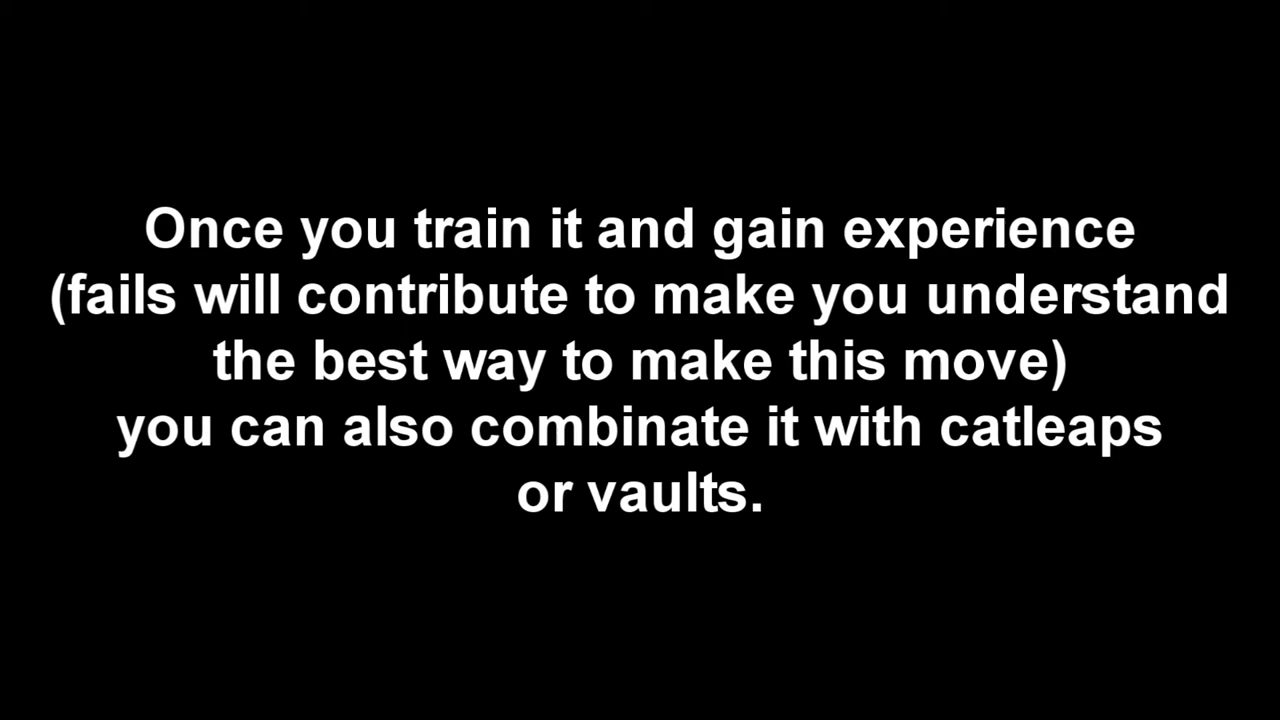 Once you train it and gain experience
(fails will contribute to make you understand
the best way to make this move)
you can also combinate it with catleaps
or vaults.